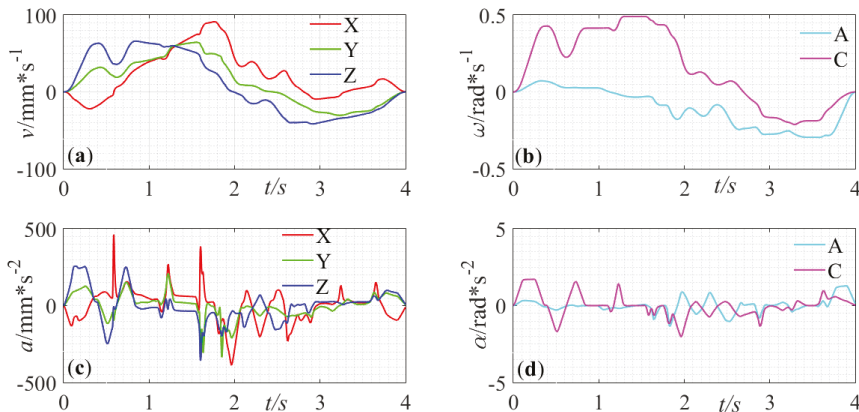 100
0
-100
v/mm*s-1
X
Y
Z
(a)
0 1 2 3 4
t/s
0.5
0
-0.5
ω/rad*s-1
A
C
(b)
0 1 2 3 4
t/s
500
0
-500
a/mm*s-2
X
Y
Z
(c)
0 1 2 3 4
t/s
5
0
-5
α/rad*s-2
A
C
(d)
0 1 2 3 4
t/s